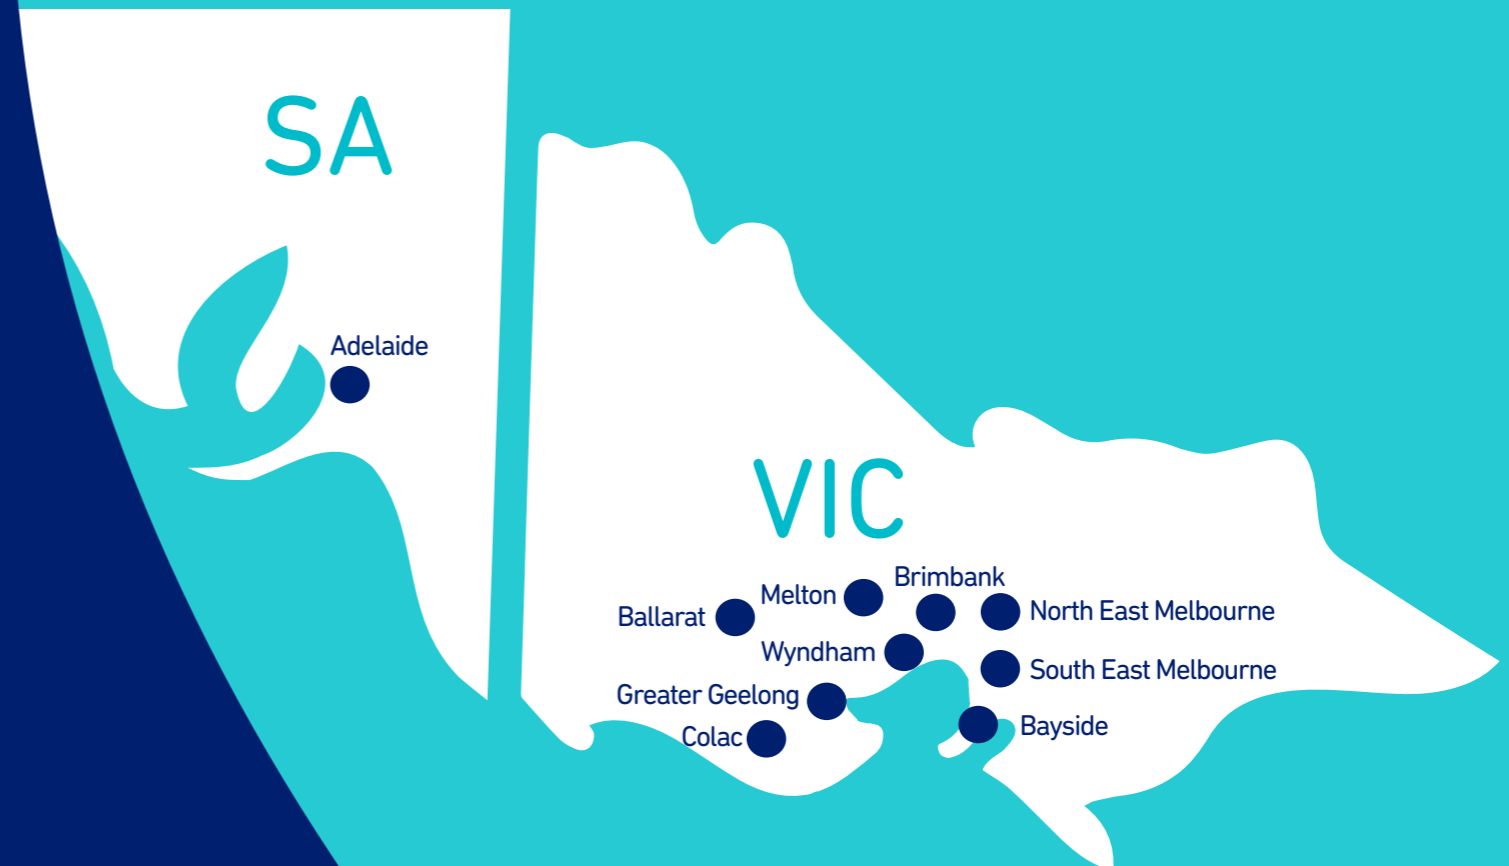 SA
Adelaide
VIC
Brimbank
Melton
Ballarat
North East Melbourne
Wyndham
South East Melbourne
Greater Geelong
Colac
Bayside